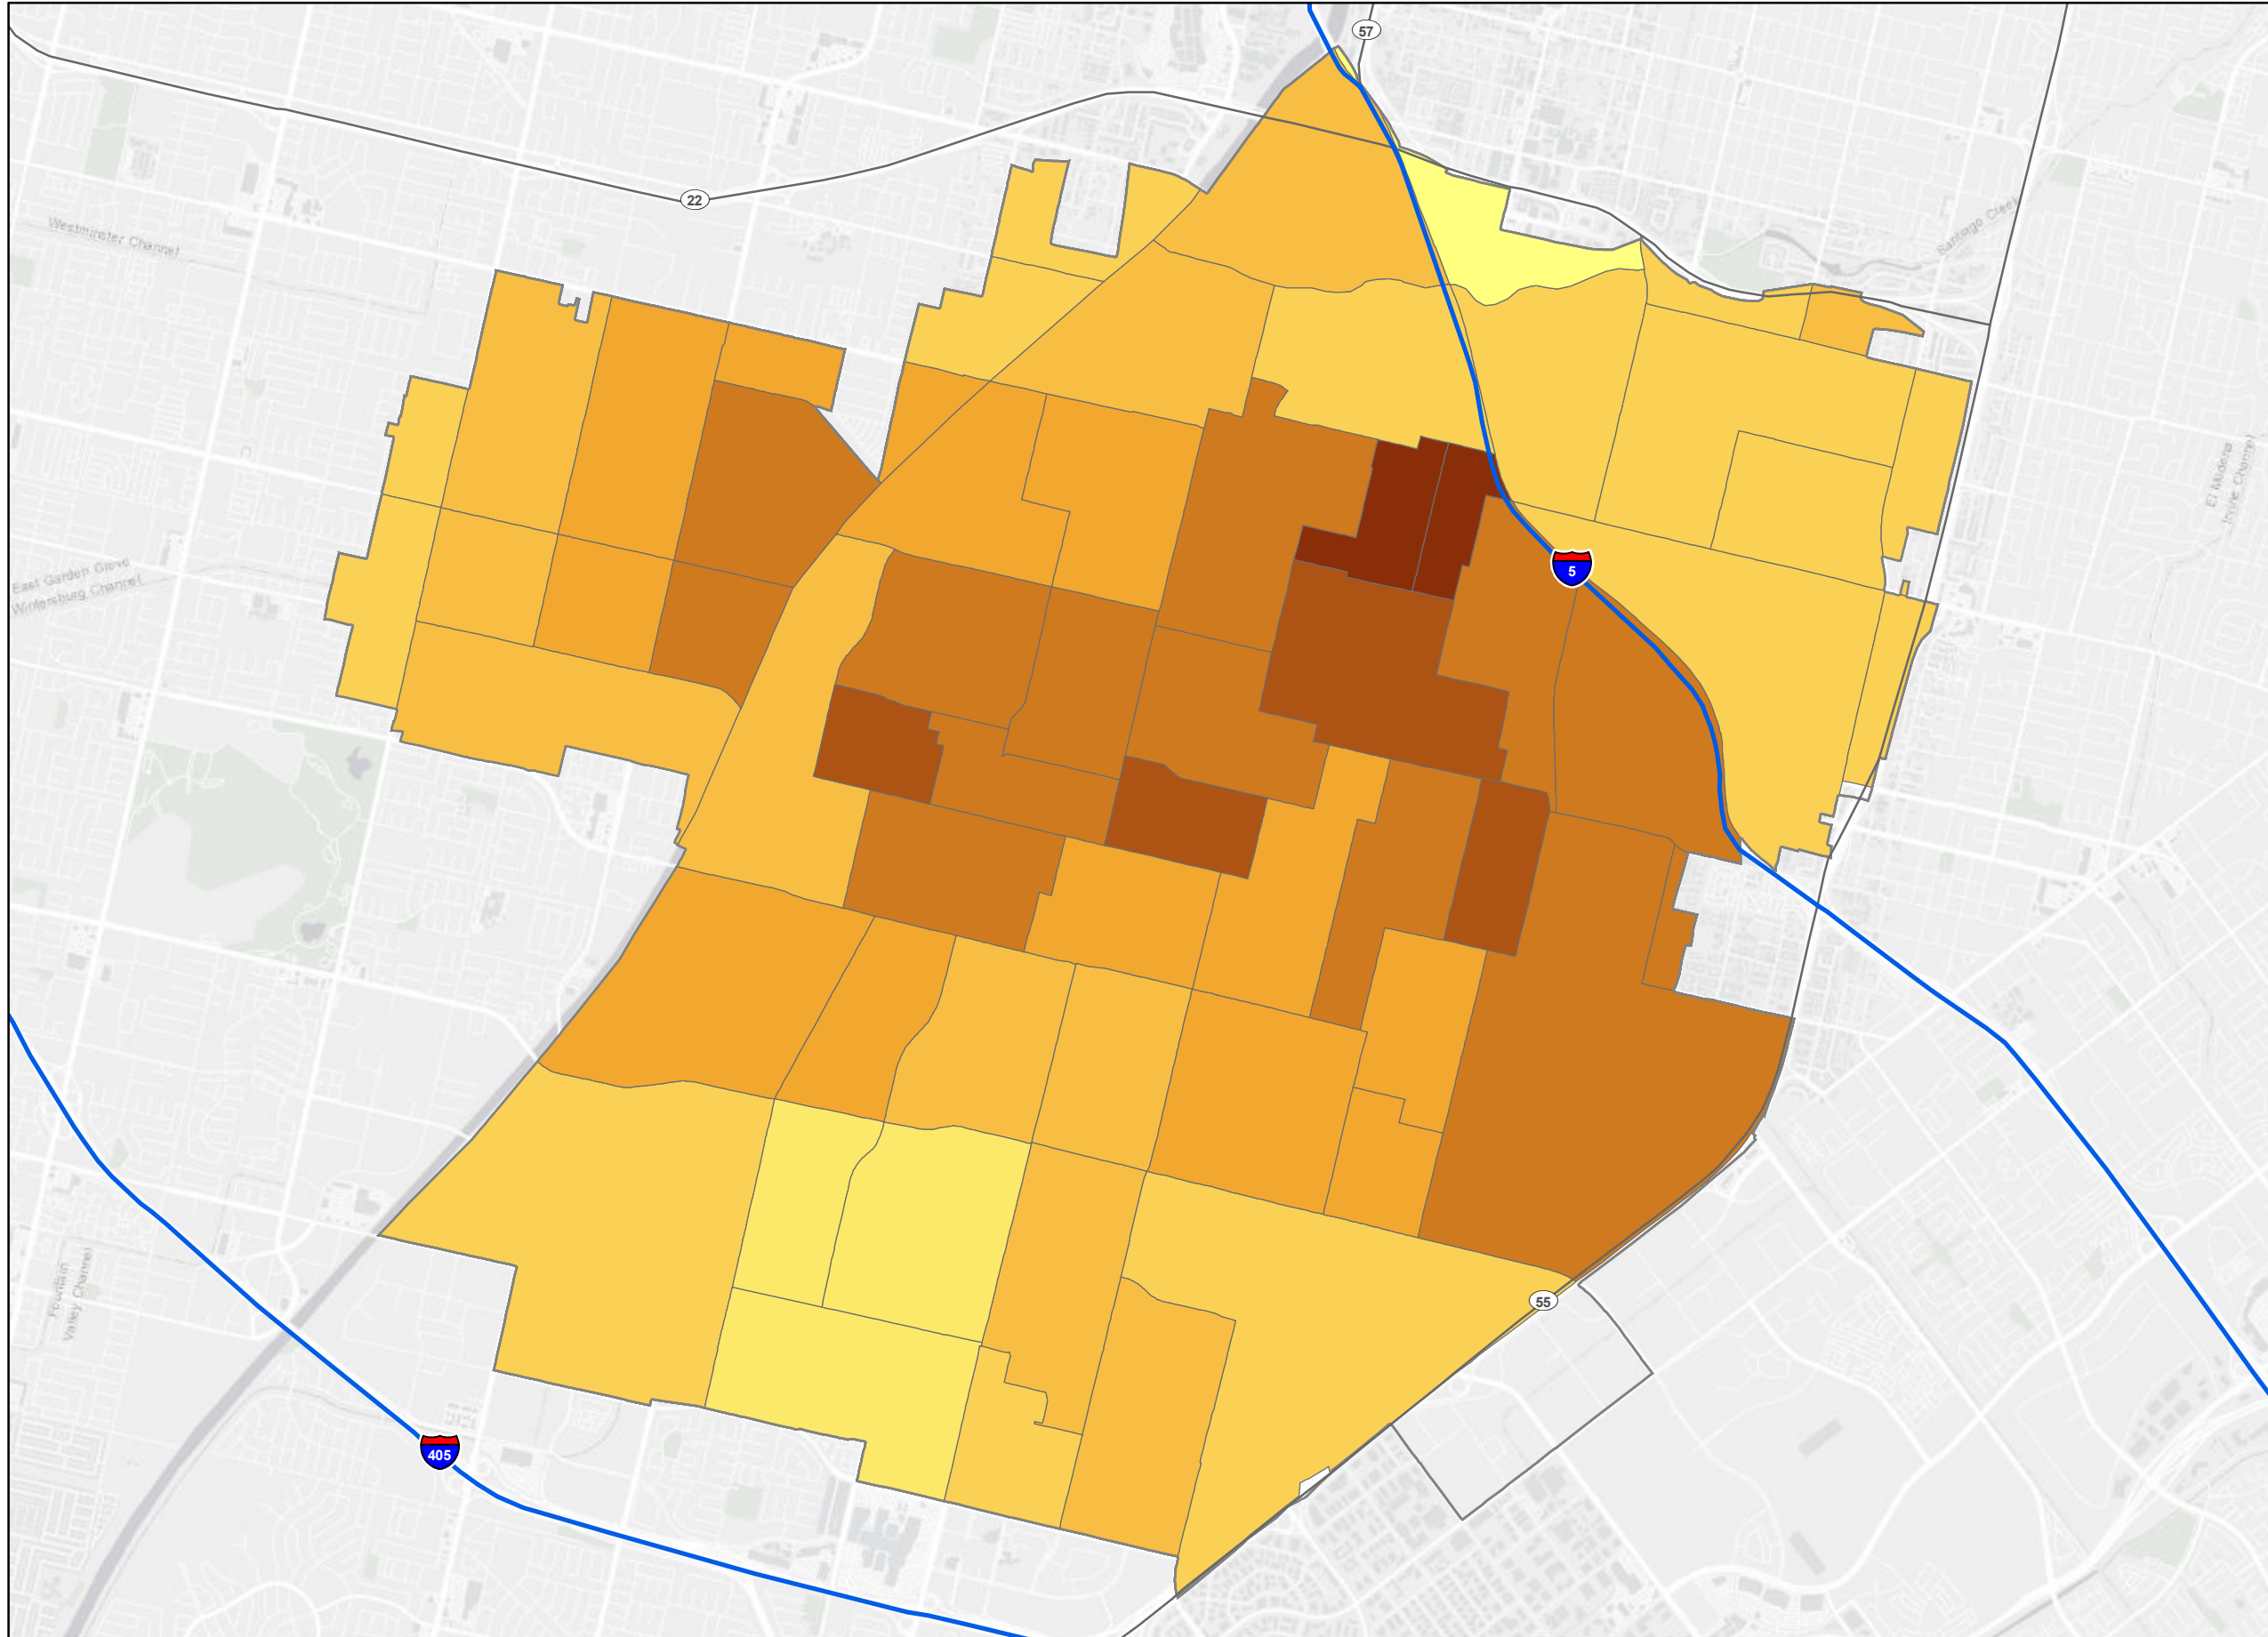 57
22
Westminster Channel
Santiago Creek
El Modena
Irvine Channel
East Garden Grove
Wintersburg Channel
5
Fountain
Valley Channel
55
405